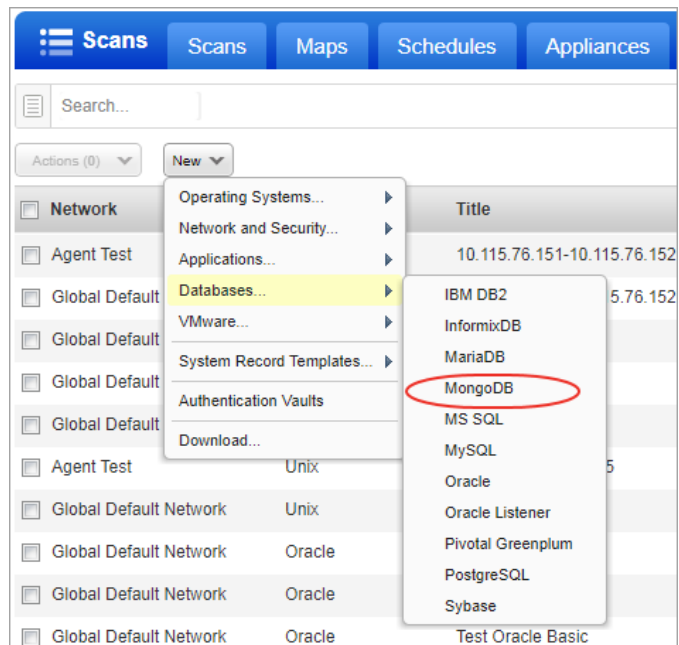 Scans Scans Maps Schedules Appliances
Search...
Actions (0) New
Network Title
Operating Systems...
Network and Security...
Applications...
Databases...
VMware...
System Record Templates...
Authentication Vaults
Download...
IBM DB2
InformixDB
MariaDB
MongoDB
MS SQL
MySQL
Oracle
Oracle Listener
Pivotal Greenplum
PostgreSQL
Sybase
Agent Test 10.115.76.151-10.115.76.152
Global Default 5.76.152
Global Default
Global Default
Global Default
Agent Test Unix 5
Global Default Network Unix
Global Default Network Oracle
Global Default Network Oracle
Global Default Network Oracle Test Oracle Basic